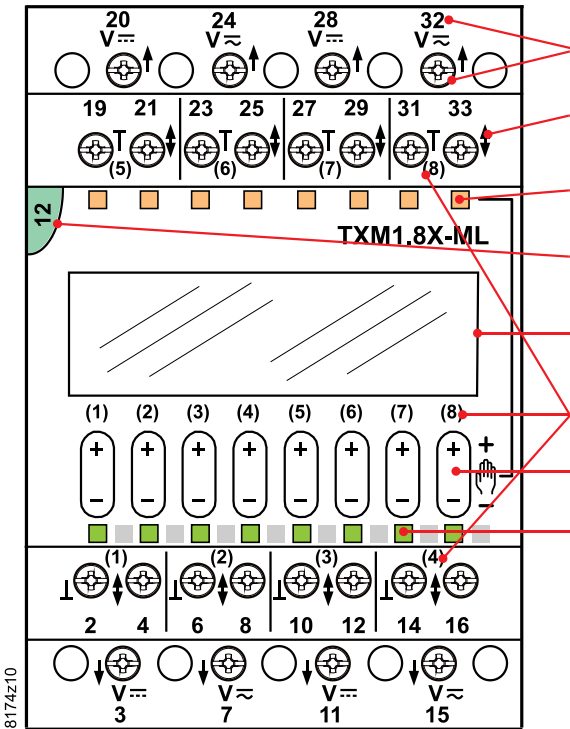 20 24 28 32
V⎓ V≂ V⎓ V≂
19 21 23 25 27 29 31 33
(5) (6) (7) (8)
12
TXM1.8X-ML
(1) (2) (3) (4) (5) (6) (7) (8)
+ + + + + + + + +
− − − − − − − − −
(1) (2) (3) (4)
2 4 6 8 10 12 14 16
V⎓ V≂ V⎓ V≂
3 7 11 15
8174z10